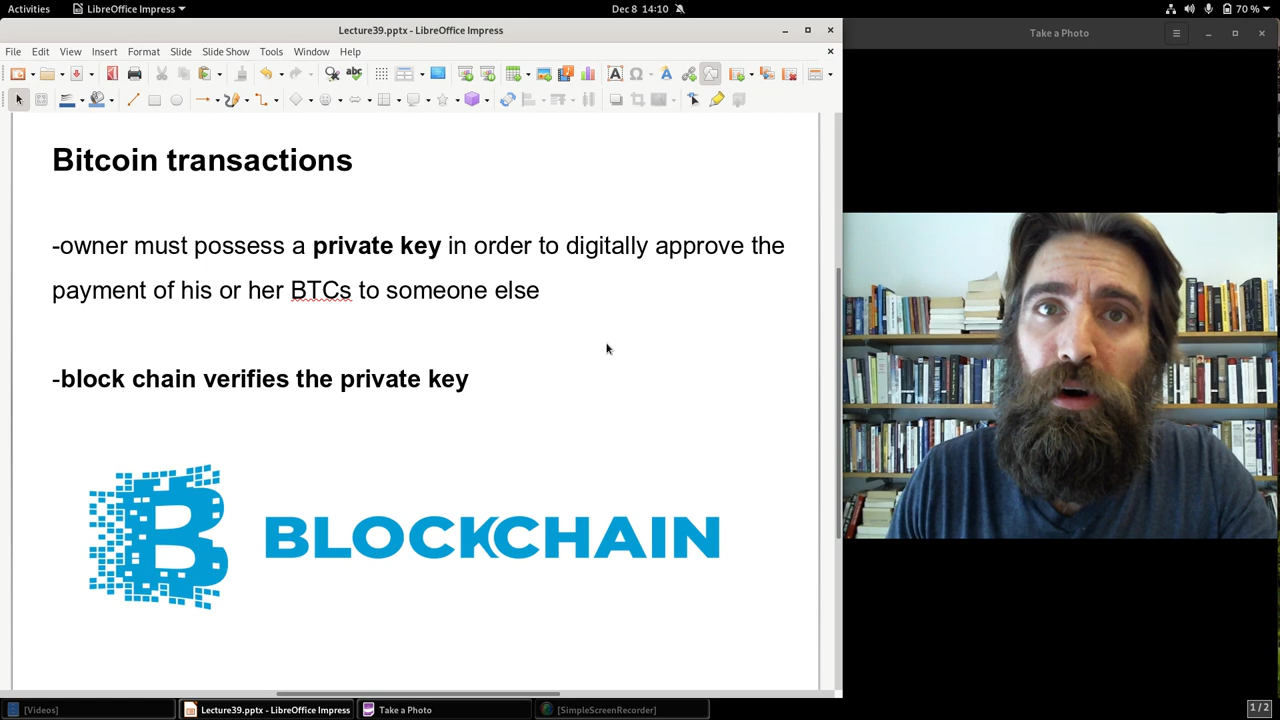 Activities
LibreOffice Impress
Dec 8 14:10
70 %
Lecture39.pptx - LibreOffice Impress
Take a Photo
File Edit View Insert Format Slide Slide Show Tools Window Help
Bitcoin transactions
-owner must possess a private key in order to digitally approve the
payment of his or her BTCs to someone else
-block chain verifies the private key
BLOCKCHAIN
[Videos]
Lecture39.pptx - LibreOffice Impress
Take a Photo
[SimpleScreenRecorder]
1 / 2